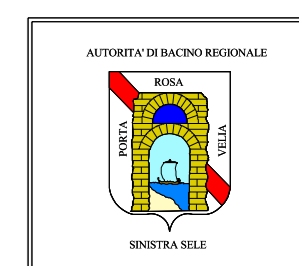 AUTORITA' DI BACINO REGIONALE
ROSA
PORTA
VELIA
SINISTRA SELE